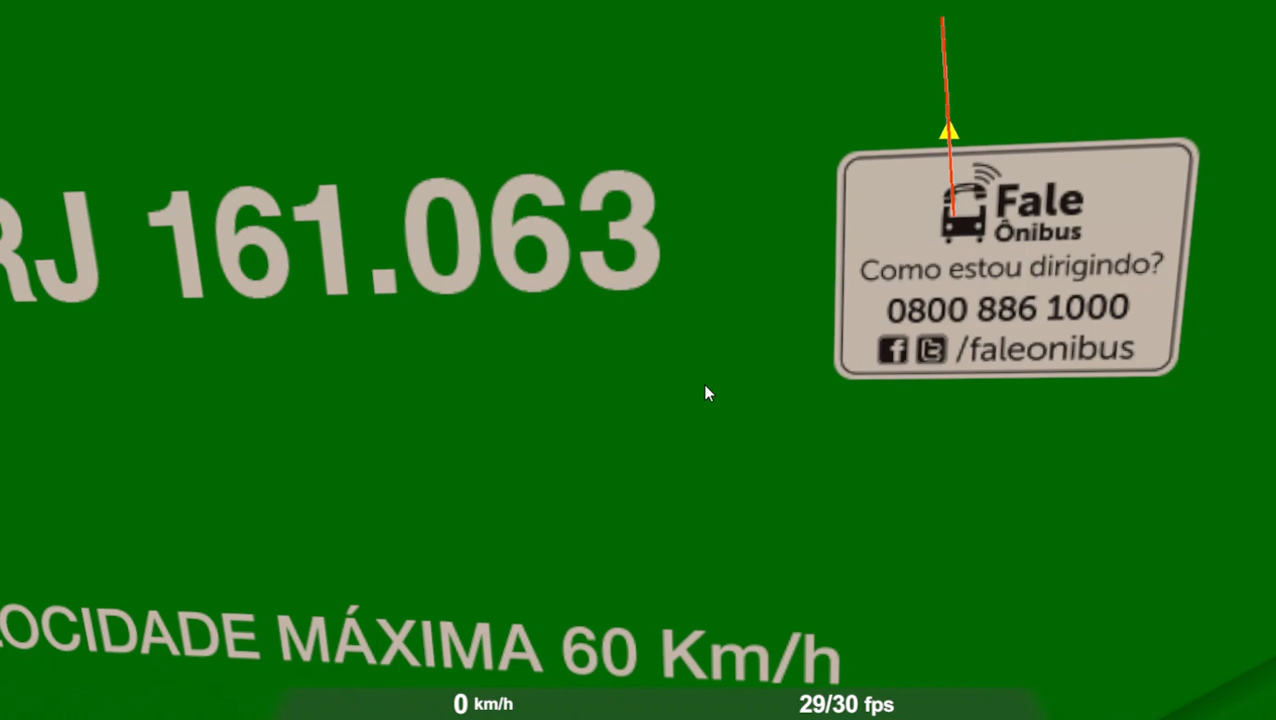 RJ 161.063
Fale
Ônibus
Como estou dirigindo?
0800 886 1000
/faleonibus
LOCIDADE MÁXIMA 60 Km/h
0 km/h
29/30 fps